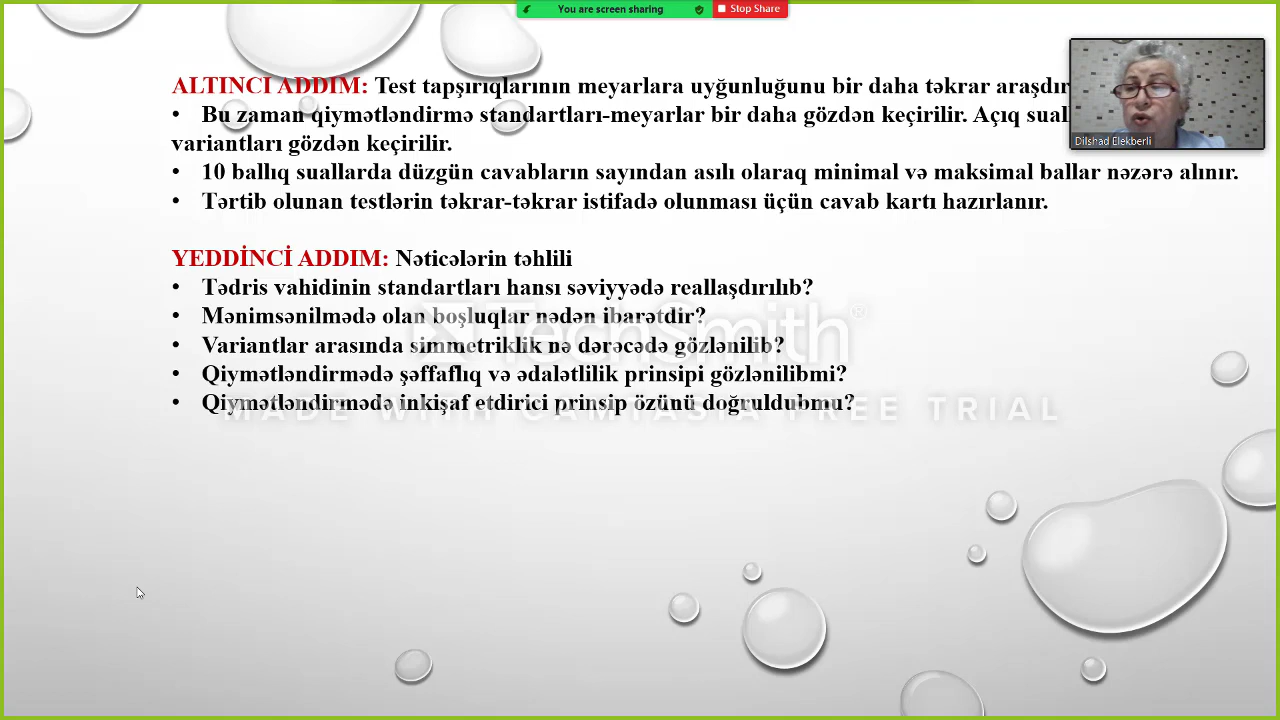 You are screen sharing
Stop Share
ALTINCI ADDIM: Test tapşırıqlarının meyarlara uyğunluğunu bir daha təkrar
• Bu zaman qiymətləndirmə standartları-meyarlar bir daha gözdən keçirilir. Açıq
variantları gözdən keçirilir.
• 10 ballıq suallarda düzgün cavabların sayından asılı olaraq minimal və maksimal ballar nəzərə alınır.
• Tərtib olunan testlərin təkrar-təkrar istifadə olunması üçün cavab kartı hazırlanır.
Dilshad Elekberli
YEDDİNCİ ADDIM: Nəticələrin təhlili
• Tədris vahidinin standartları hansı səviyyədə reallaşdırılıb?
• Mənimsənilmədə olan boşluqlar nədən ibarətdir?
• Variantlar arasında simmetriklik nə dərəcədə gözlənilib?
• Qiymətləndirmədə şəffaflıq və ədalətlilik prinsipi gözlənilibmi?
• Qiymətləndirmədə inkişaf etdirici prinsip özünü doğruldubmu?
TechSmith®
MADE WITH CAMTASIA FREE TRIAL